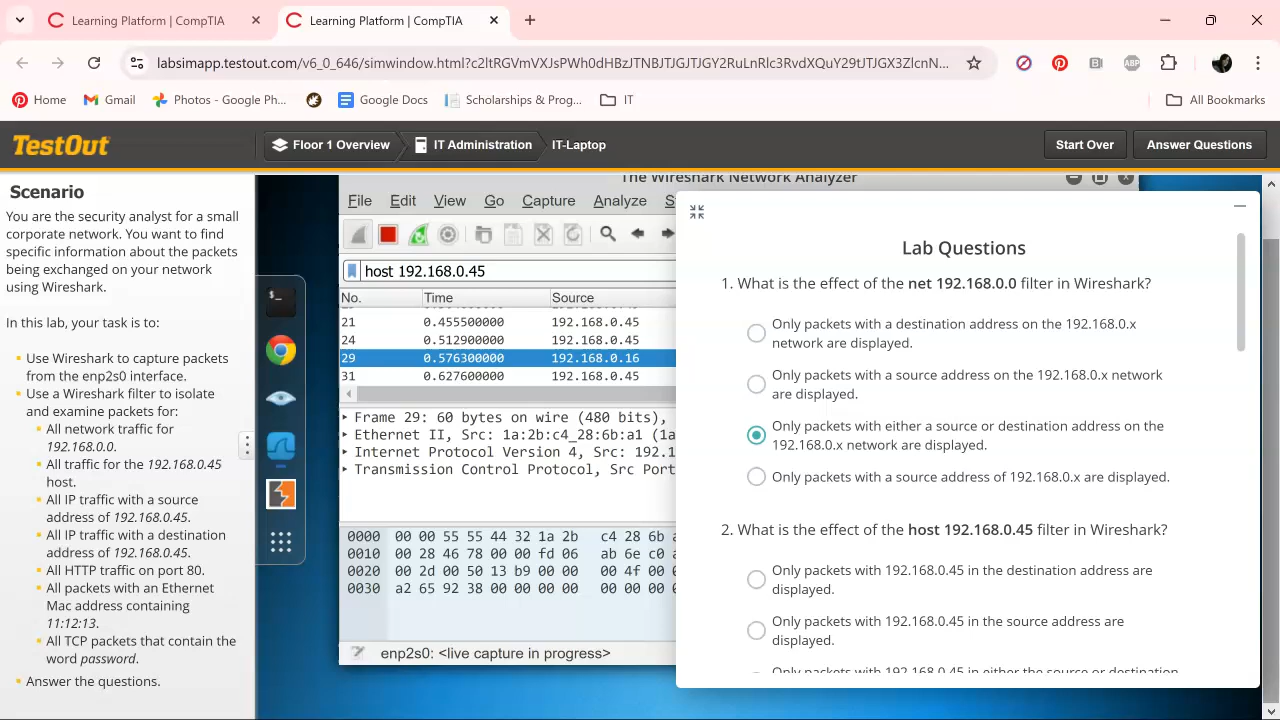 Learning Platform | CompTIA
Learning Platform | CompTIA
labsimapp.testout.com/v6_0_646/simwindow.html?c2ltRGVmVXJsPWh0dHBzJTNBJTJGJTJGY2RuLnRlc3RvdXQuY29tJTJGX3ZlcnN...
Home
Gmail
Photos - Google Ph...
Google Docs
Scholarships & Prog...
IT
All Bookmarks
TestOut
Floor 1 Overview
IT Administration
IT-Laptop
Start Over
Answer Questions
Scenario
You are the security analyst for a small
corporate network. You want to find
specific information about the packets
being exchanged on your network
using Wireshark.
In this lab, your task is to:
Use Wireshark to capture packets
from the enp2s0 interface.
Use a Wireshark filter to isolate
and examine packets for:
All network traffic for
192.168.0.0.
All traffic for the 192.168.0.45
host.
All IP traffic with a source
address of 192.168.0.45.
All IP traffic with a destination
address of 192.168.0.45.
All HTTP traffic on port 80.
All packets with an Ethernet
Mac address containing
11:12:13.
All TCP packets that contain the
word password.
Answer the questions.
The Wireshark Network Analyzer
File Edit View Go Capture Analyze S
host 192.168.0.45
No. Time Source
21 0.455500000 192.168.0.45
24 0.512900000 192.168.0.45
29 0.576300000 192.168.0.16
31 0.627600000 192.168.0.45
Frame 29: 60 bytes on wire (480 bits),
Ethernet II, Src: 1a:2b:c4_28:6b:a1 (1a
Internet Protocol Version 4, Src: 192.1
Transmission Control Protocol, Src Port
0000 00 00 55 55 44 32 1a 2b c4 28 6b a
0010 00 28 46 78 00 00 fd 06 ab 6e c0 a
0020 00 2d 00 50 13 b9 00 00 00 4f 00 0
0030 a2 65 92 38 00 00 00 00 00 00 00 0
enp2s0: <live capture in progress>
Lab Questions
1. What is the effect of the net 192.168.0.0 filter in Wireshark?
Only packets with a destination address on the 192.168.0.x
network are displayed.
Only packets with a source address on the 192.168.0.x network
are displayed.
Only packets with either a source or destination address on the
192.168.0.x network are displayed.
Only packets with a source address of 192.168.0.x are displayed.
2. What is the effect of the host 192.168.0.45 filter in Wireshark?
Only packets with 192.168.0.45 in the destination address are
displayed.
Only packets with 192.168.0.45 in the source address are
displayed.
Only packets with 192.168.0.45 in either the source or destination